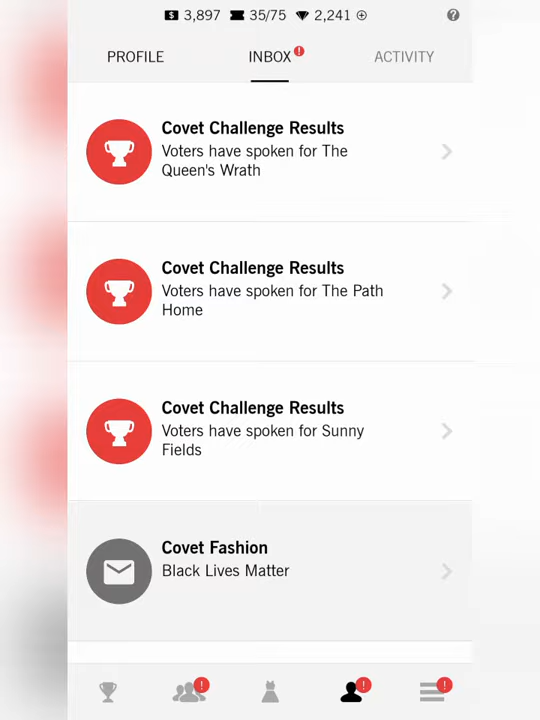 $ 3,897 35/75 2,241
?
PROFILE INBOX ! ACTIVITY
Covet Challenge Results
Voters have spoken for The
Queen's Wrath
Covet Challenge Results
Voters have spoken for The Path
Home
Covet Challenge Results
Voters have spoken for Sunny
Fields
Covet Fashion
Black Lives Matter
! ! !